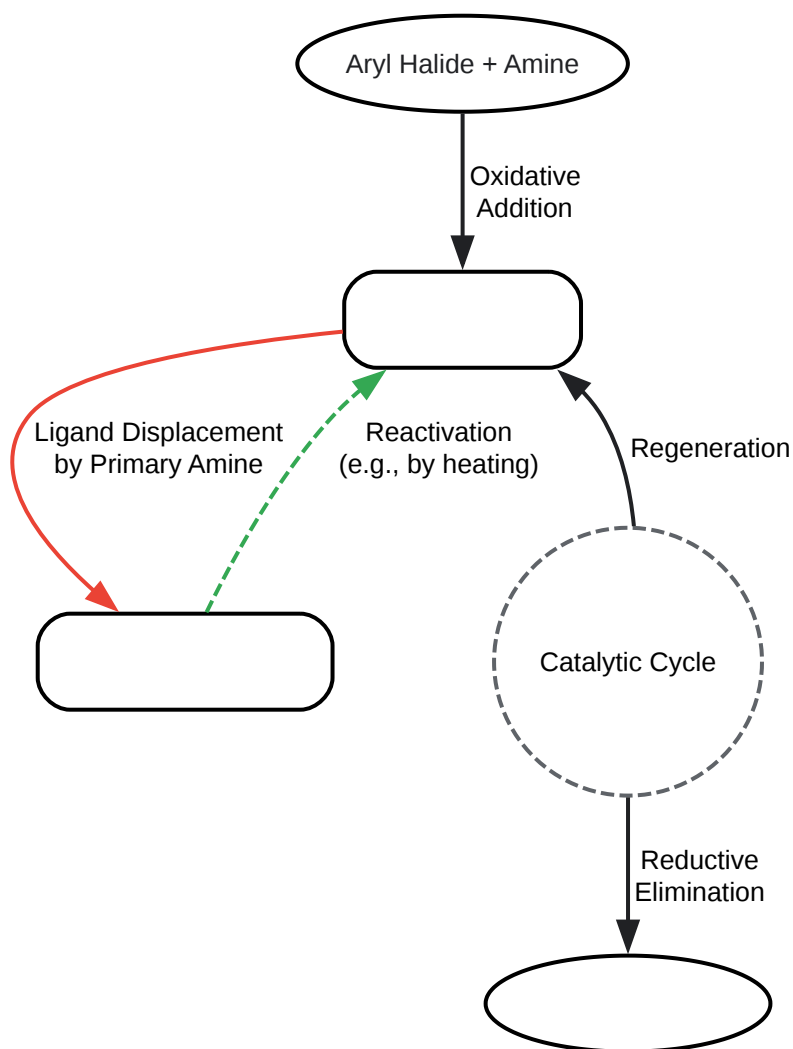 Aryl Halide + Amine
Oxidative
Addition
Ligand Displacement
by Primary Amine
Reactivation
(e.g., by heating)
Regeneration
Catalytic Cycle
Reductive
Elimination